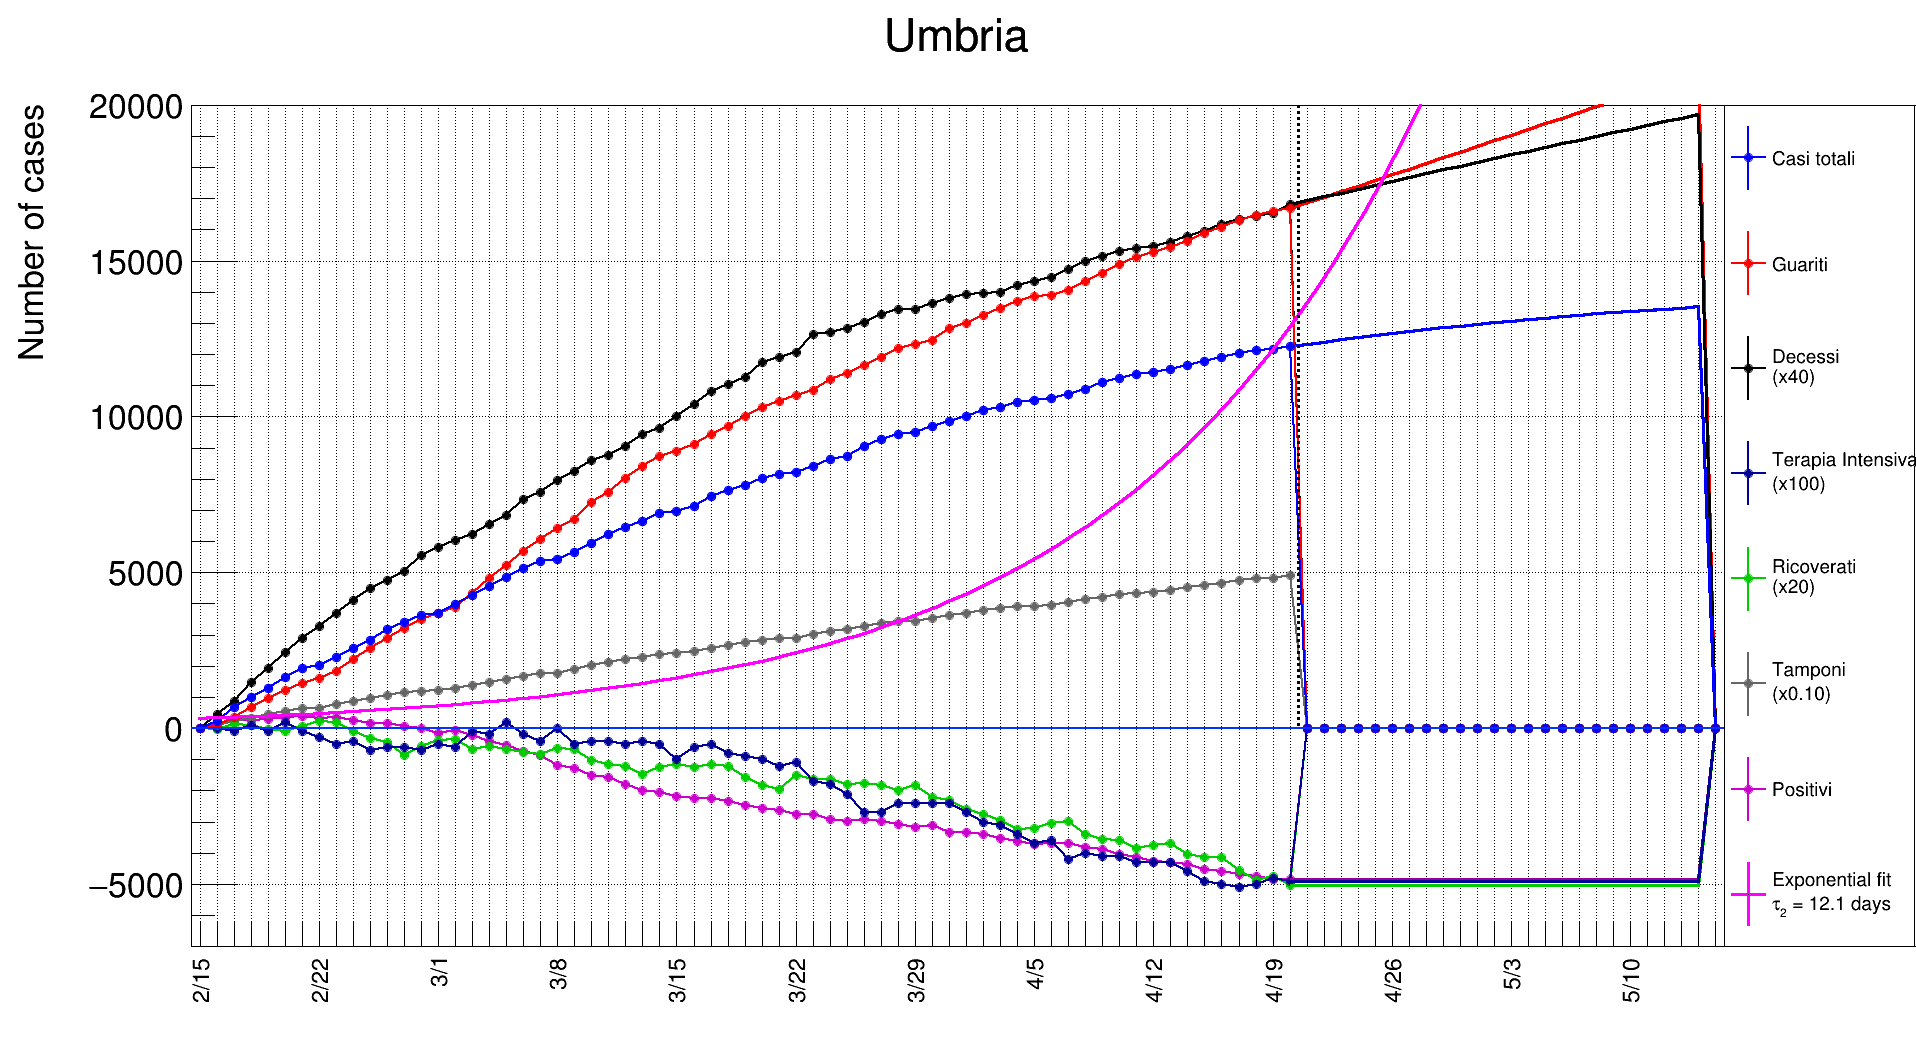 Umbria
Number of cases
20000
15000
10000
5000
0
−5000
2/15
2/22
3/1
3/8
3/15
3/22
3/29
4/5
4/12
4/19
4/26
5/3
5/10
Casi totali
Guariti
Decessi
(x40)
Terapia Intensiva
(x100)
Ricoverati
(x20)
Tamponi
(x0.10)
Positivi
Exponential fit
τ2 = 12.1 days